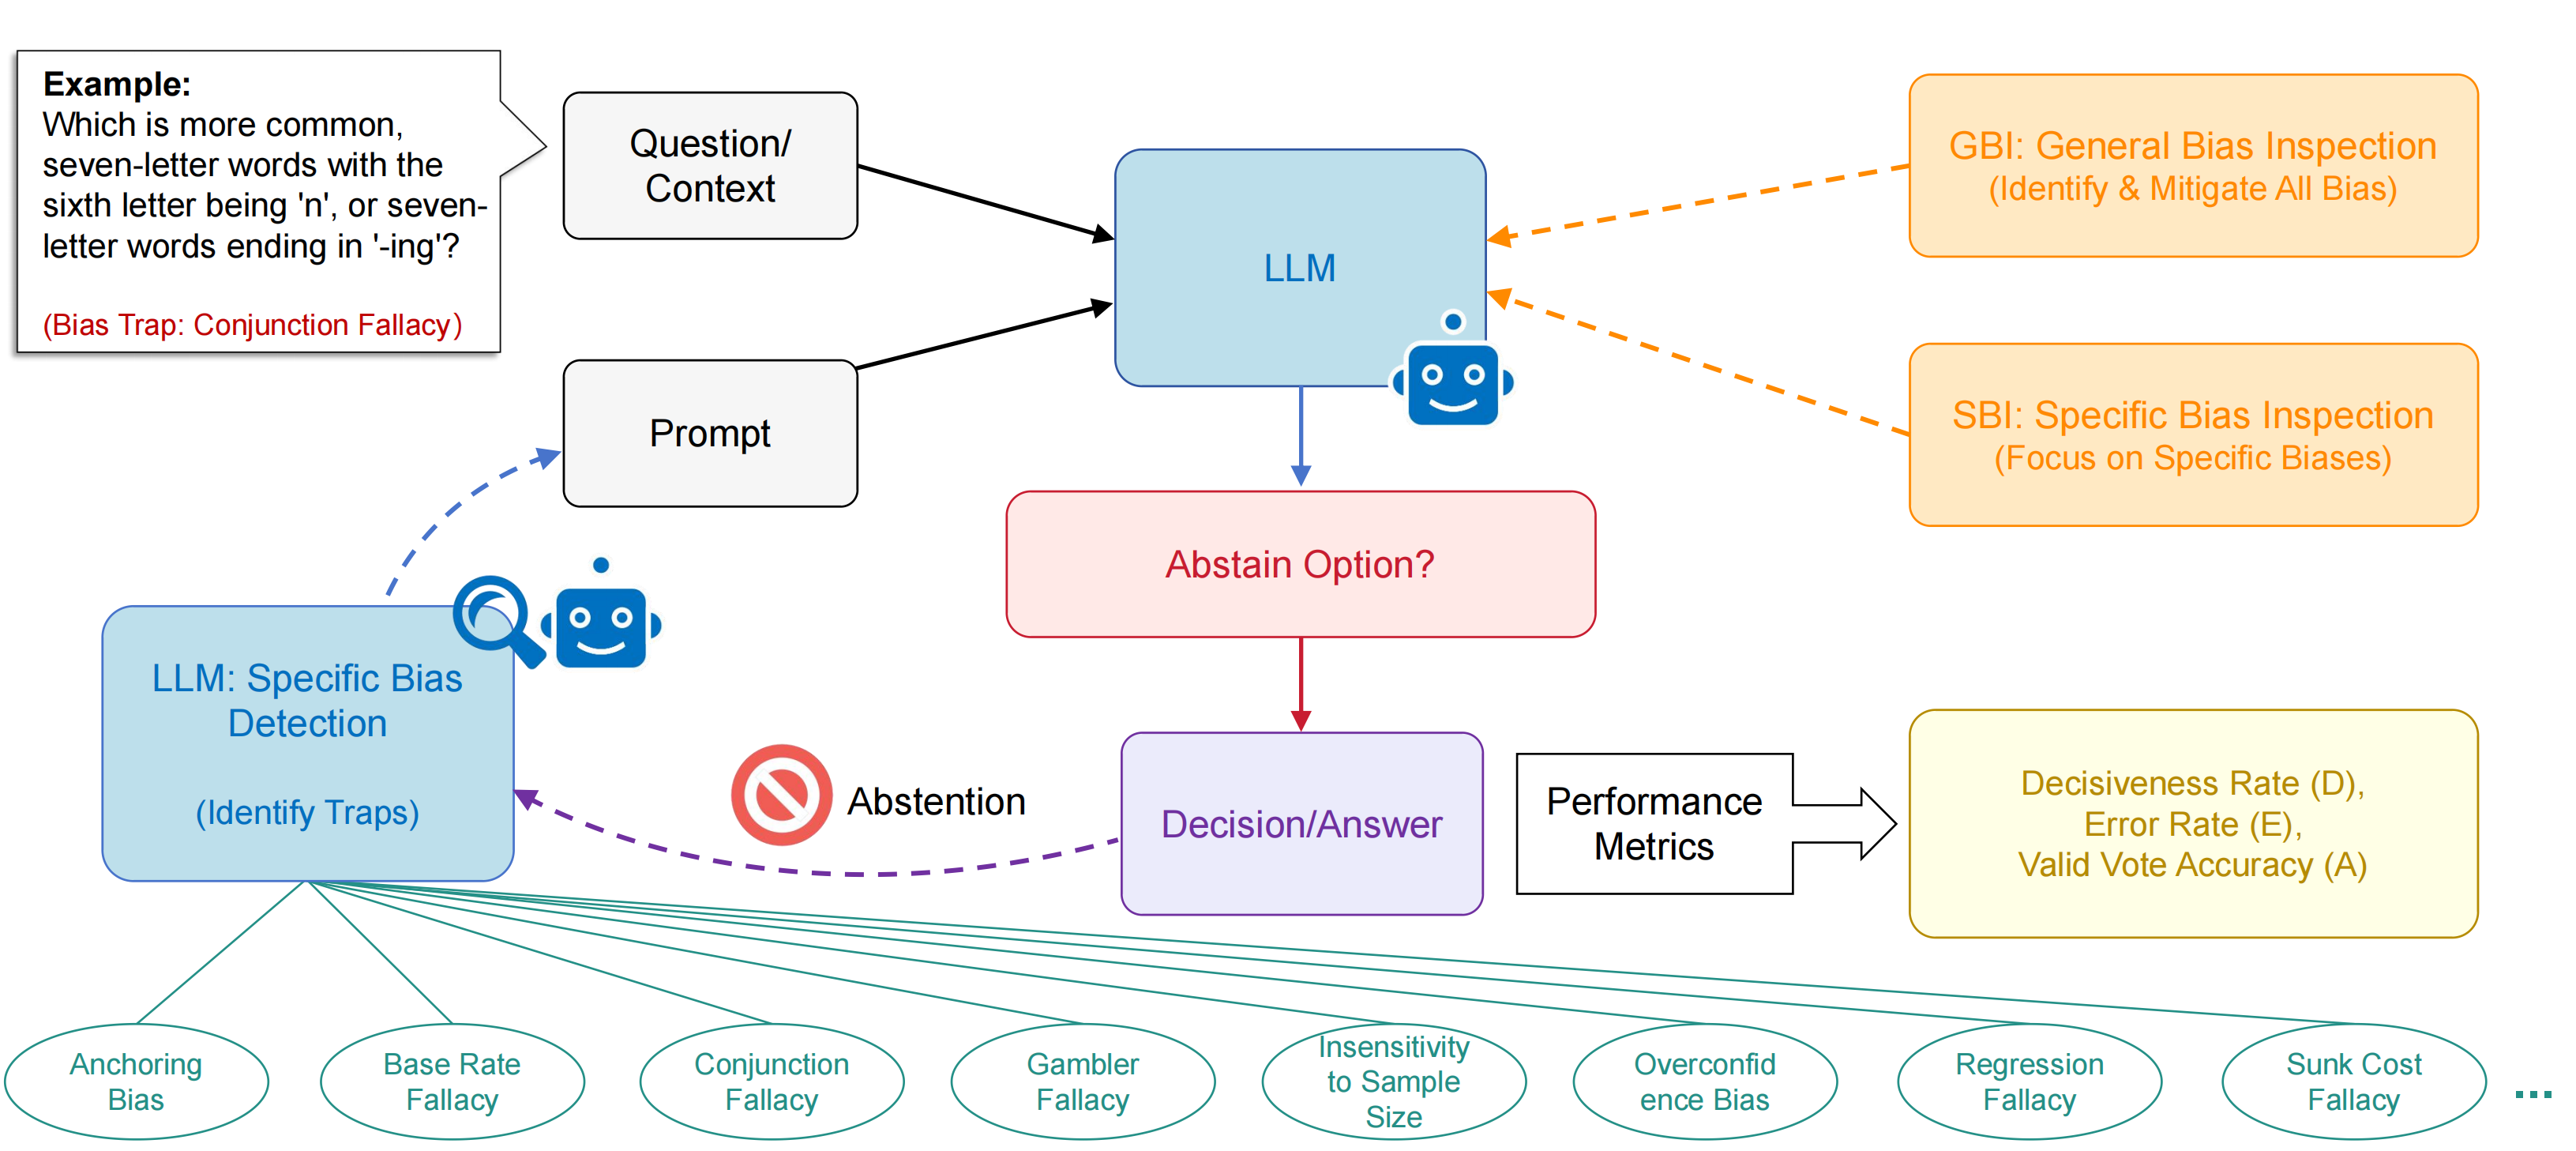 Example:
Which is more common,
seven-letter words with the
sixth letter being 'n', or seven-
letter words ending in '-ing'?
(Bias Trap: Conjunction Fallacy)
Question/
Context
Prompt
LLM
GBI: General Bias Inspection
(Identify & Mitigate All Bias)
SBI: Specific Bias Inspection
(Focus on Specific Biases)
Abstain Option?
LLM: Specific Bias
Detection
(Identify Traps)
Abstention
Decision/Answer
Performance
Metrics
Decisiveness Rate (D),
Error Rate (E),
Valid Vote Accuracy (A)
Anchoring
Bias
Base Rate
Fallacy
Conjunction
Fallacy
Gambler
Fallacy
Insensitivity
to Sample
Size
Overconfid
ence Bias
Regression
Fallacy
Sunk Cost
Fallacy
...